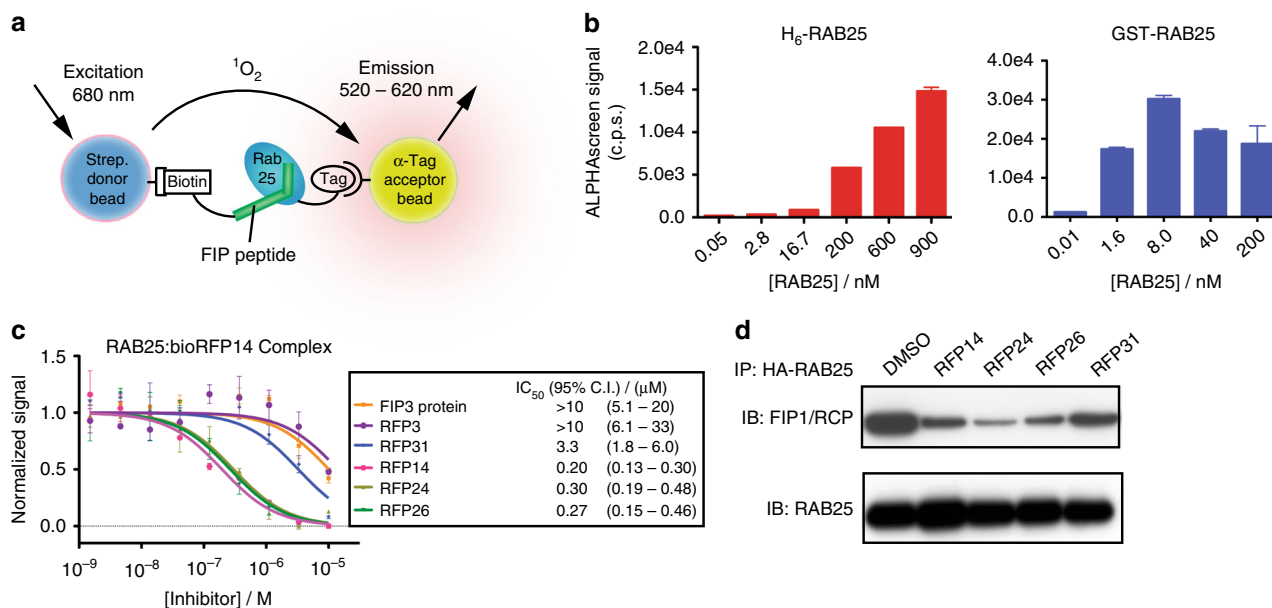 a
Excitation
680 nm
¹O₂
Emission
520 – 620 nm
Strep.
donor
bead
Biotin
Rab
25
Tag
α-Tag
acceptor
bead
FIP peptide
b
H₆-RAB25
ALPHAscreen signal
(c.p.s.)
2.0e4
1.5e4
1.0e4
5.0e3
0.0
0.05
2.8
16.7
200
600
900
[RAB25] / nM
GST-RAB25
4.0e4
3.0e4
2.0e4
1.0e4
0.0
0.01
1.6
8.0
40
200
[RAB25] / nM
c
RAB25:bioRFP14 Complex
Normalized signal
1.5
1.0
0.5
0.0
10⁻⁹ 10⁻⁸ 10⁻⁷ 10⁻⁶ 10⁻⁵
[Inhibitor] / M
IC₅₀ (95% C.I.) / (μM)
FIP3 protein >10 (5.1 – 20)
RFP3 >10 (6.1 – 33)
RFP31 3.3 (1.8 – 6.0)
RFP14 0.20 (0.13 – 0.30)
RFP24 0.30 (0.19 – 0.48)
RFP26 0.27 (0.15 – 0.46)
d
IP: HA-RAB25
DMSO
RFP14
RFP24
RFP26
RFP31
IB: FIP1/RCP
IB: RAB25